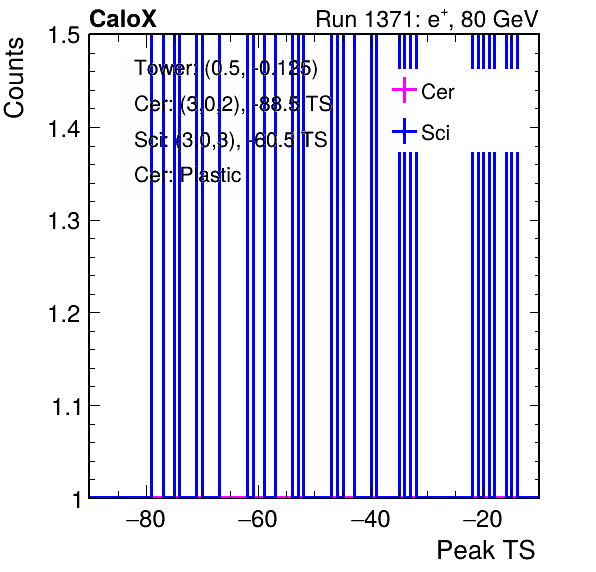 CaloX Run 1371: e+, 80 GeV
Counts
1.5
1.4
1.3
1.2
1.1
1
Tower: (0.5, -0.125)
Cer: (3,0,2), -88.5 TS
Sci: (3,0,3), -60.5 TS
Cer: Plastic
Cer
Sci
−80 −60 −40 −20
Peak TS